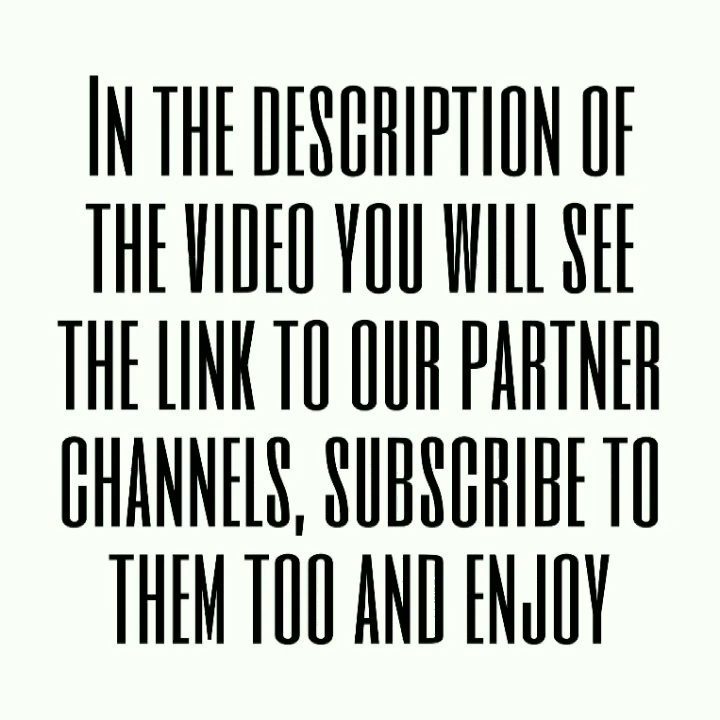 In the description of
the video you will see
the link to our partner
channels, subscribe to
them too and enjoy